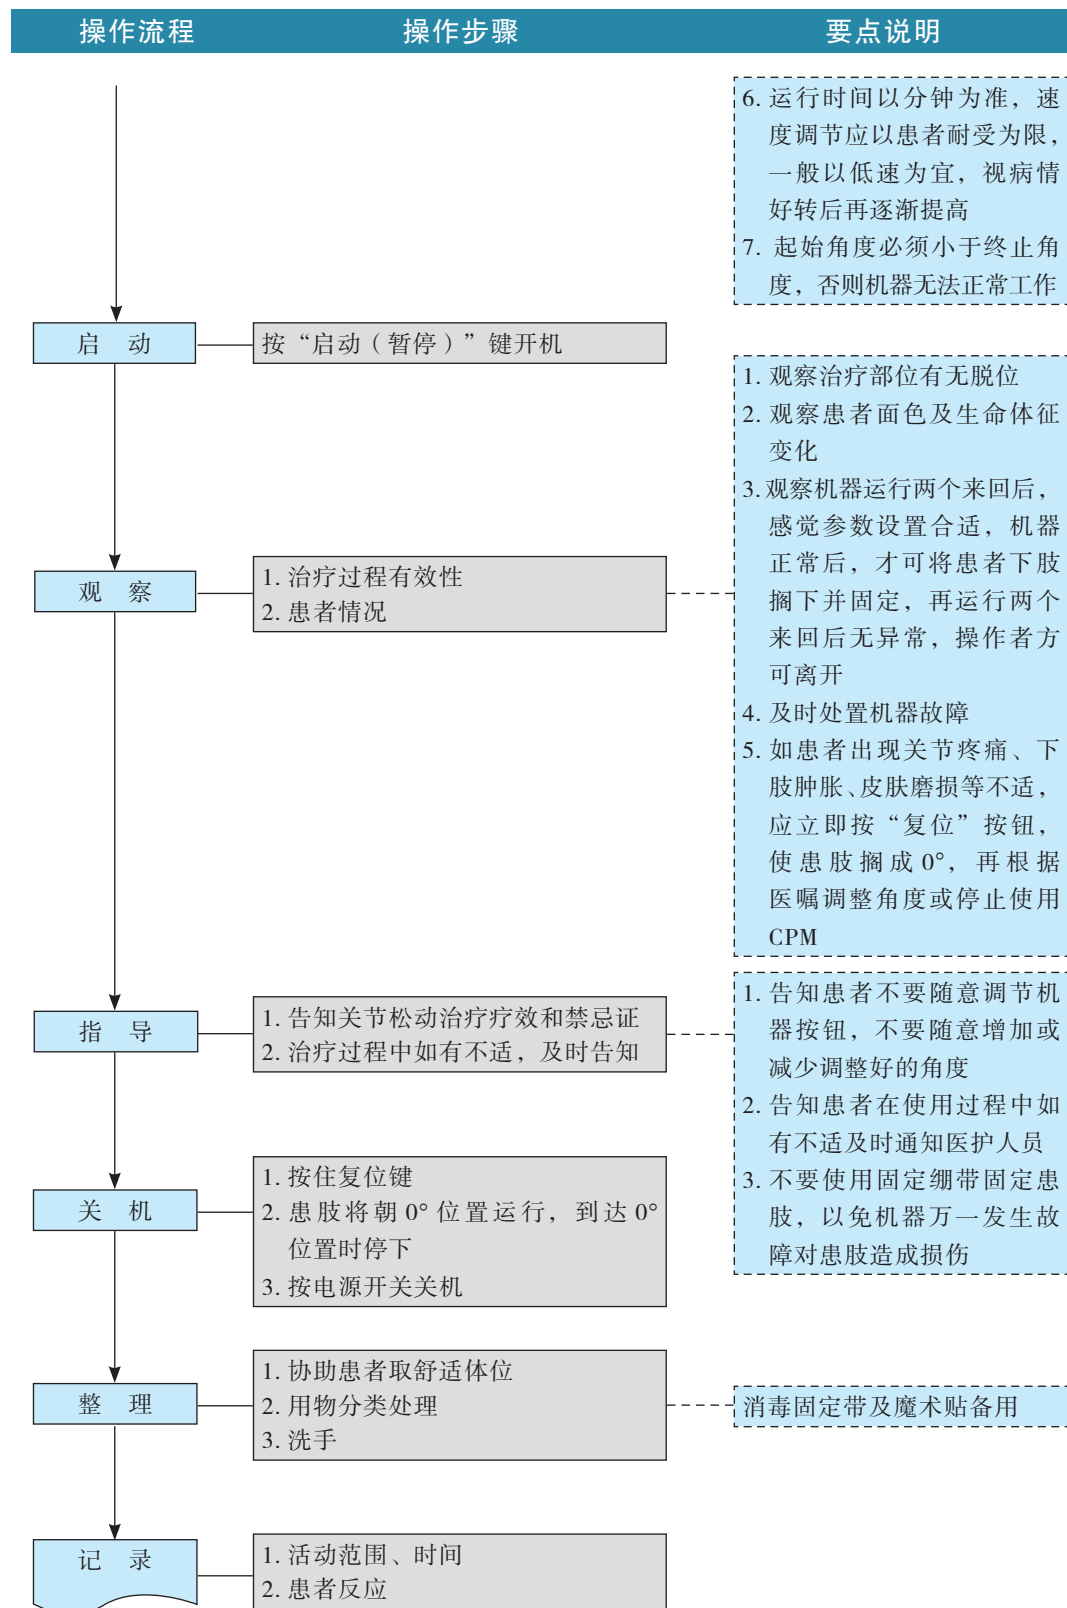 操作流程 操作步骤 要点说明
6. 运行时间以分钟为准，速
度调节应以患者耐受为限，
一般以低速为宜，视病情
好转后再逐渐提高
7. 起始角度必须小于终止角
度，否则机器无法正常工作
启 动
按“启动（暂停）”键开机
1. 观察治疗部位有无脱位
2. 观察患者面色及生命体征
变化
3. 观察机器运行两个来回后，
感觉参数设置合适，机器
正常后，才可将患者下肢
搁下并固定，再运行两个
来回后无异常，操作者方
可离开
4. 及时处置机器故障
5. 如患者出现关节疼痛、下
肢肿胀、皮肤磨损等不适，
应立即按“复位”按钮，
使患肢搁成 0°，再根据
医嘱调整角度或停止使用
CPM
观 察
1. 治疗过程有效性
2. 患者情况
指 导
1. 告知关节松动治疗疗效和禁忌证
2. 治疗过程中如有不适，及时告知
1. 告知患者不要随意调节机
器按钮，不要随意增加或
减少调整好的角度
2. 告知患者在使用过程中如
有不适及时通知医护人员
3. 不要使用固定绷带固定患
肢，以免机器万一发生故
障对患肢造成损伤
关 机
1. 按住复位键
2. 患肢将朝 0° 位置运行，到达 0°
位置时停下
3. 按电源开关关机
整 理
1. 协助患者取舒适体位
2. 用物分类处理
3. 洗手
消毒固定带及魔术贴备用
记 录
1. 活动范围、时间
2. 患者反应